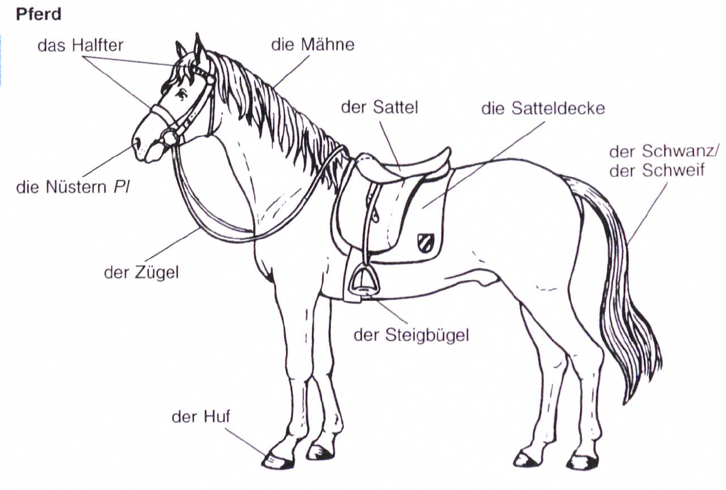 Pferd
das Halfter
die Mähne
der Sattel
die Satteldecke
der Schwanz/
der Schweif
die Nüstern Pl
der Zügel
der Steigbügel
der Huf